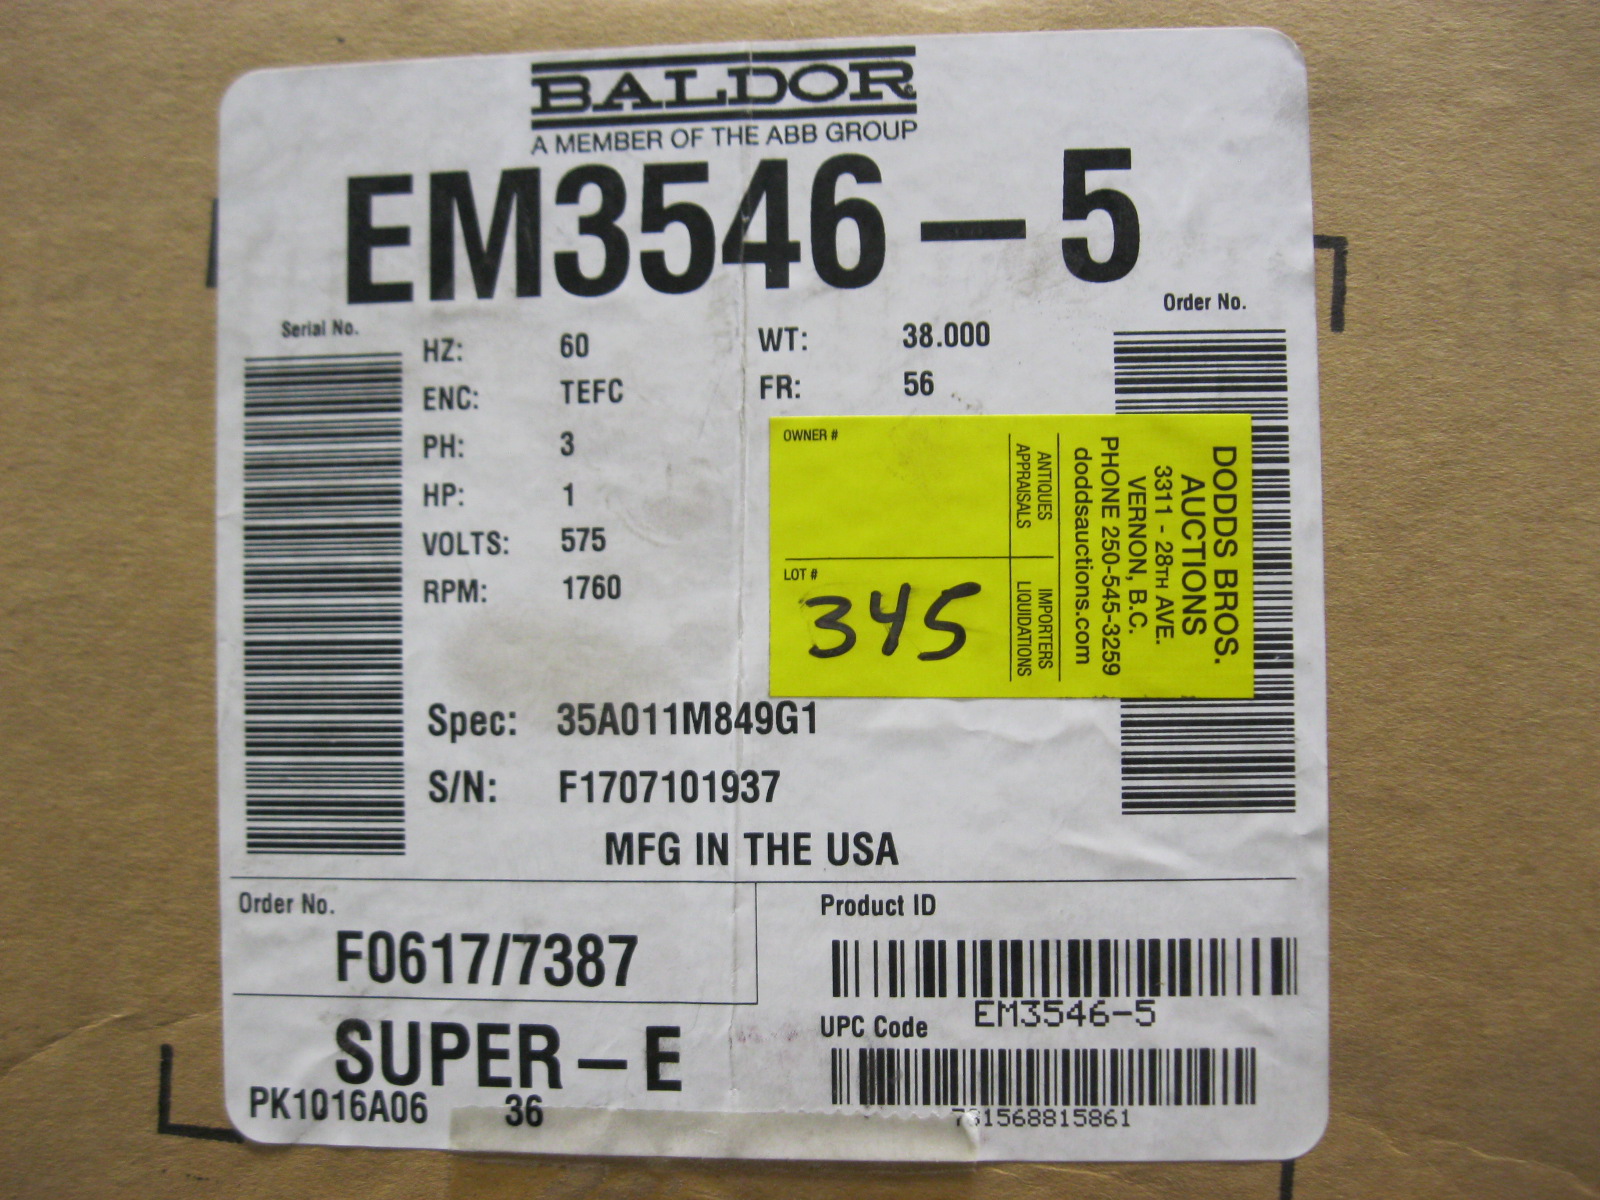 BALDOR
A MEMBER OF THE ABB GROUP
EM3546-5
Serial No.
Order No.
HZ: 60
WT: 38.000
ENC: TEFC
FR: 56
PH: 3
HP: 1
VOLTS: 575
RPM: 1760
OWNER #
LOT #
345
ANTIQUES
APPRAISALS
IMPORTERS
LIQUIDATIONS
DODDS BROS.
AUCTIONS
3311 - 28TH AVE.
VERNON, B.C.
PHONE 250-545-3259
doddsauctions.com
Spec: 35A011M849G1
S/N: F1707101937
MFG IN THE USA
Order No.
F0617/7387
Product ID
EM3546-5
SUPER-E
UPC Code
781568815861
PK1016A06 36